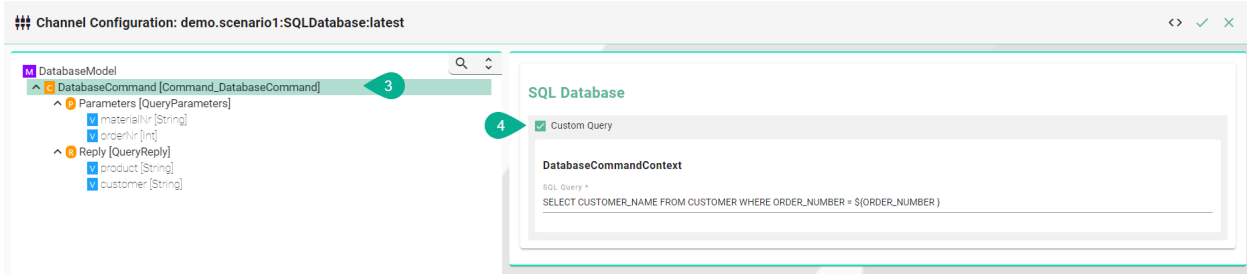 Channel Configuration: demo.scenario1:SQLDatabase:latest
M DatabaseModel
C DatabaseCommand [Command_DatabaseCommand]
3
P Parameters [QueryParameters]
V materialNr [String]
V orderNr [Int]
R Reply [QueryReply]
V product [String]
V customer [String]
SQL Database
4
Custom Query
DatabaseCommandContext
SQL Query *
SELECT CUSTOMER_NAME FROM CUSTOMER WHERE ORDER_NUMBER = ${ORDER_NUMBER }